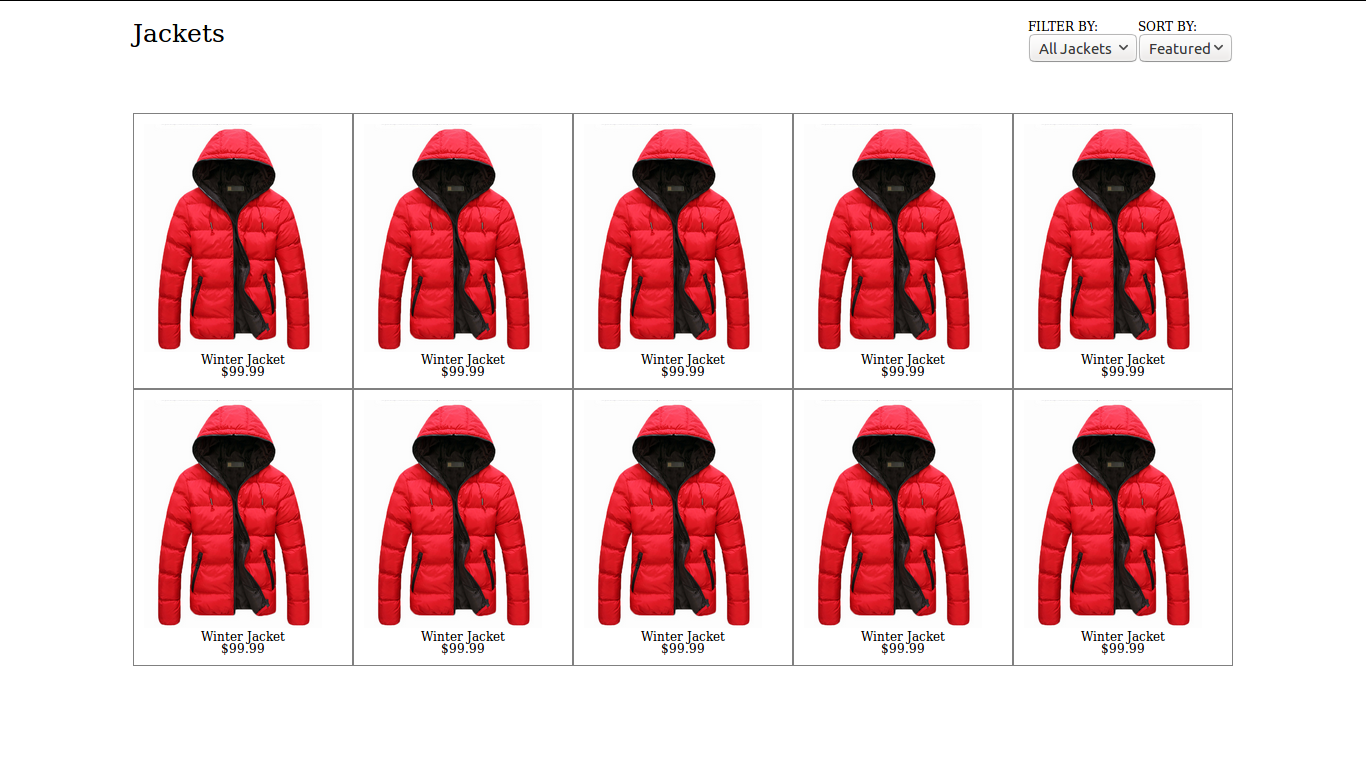 Jackets
FILTER BY: SORT BY:
All Jackets Featured
Winter Jacket Winter Jacket Winter Jacket Winter Jacket Winter Jacket
$99.99 $99.99 $99.99 $99.99 $99.99
Winter Jacket Winter Jacket Winter Jacket Winter Jacket Winter Jacket
$99.99 $99.99 $99.99 $99.99 $99.99